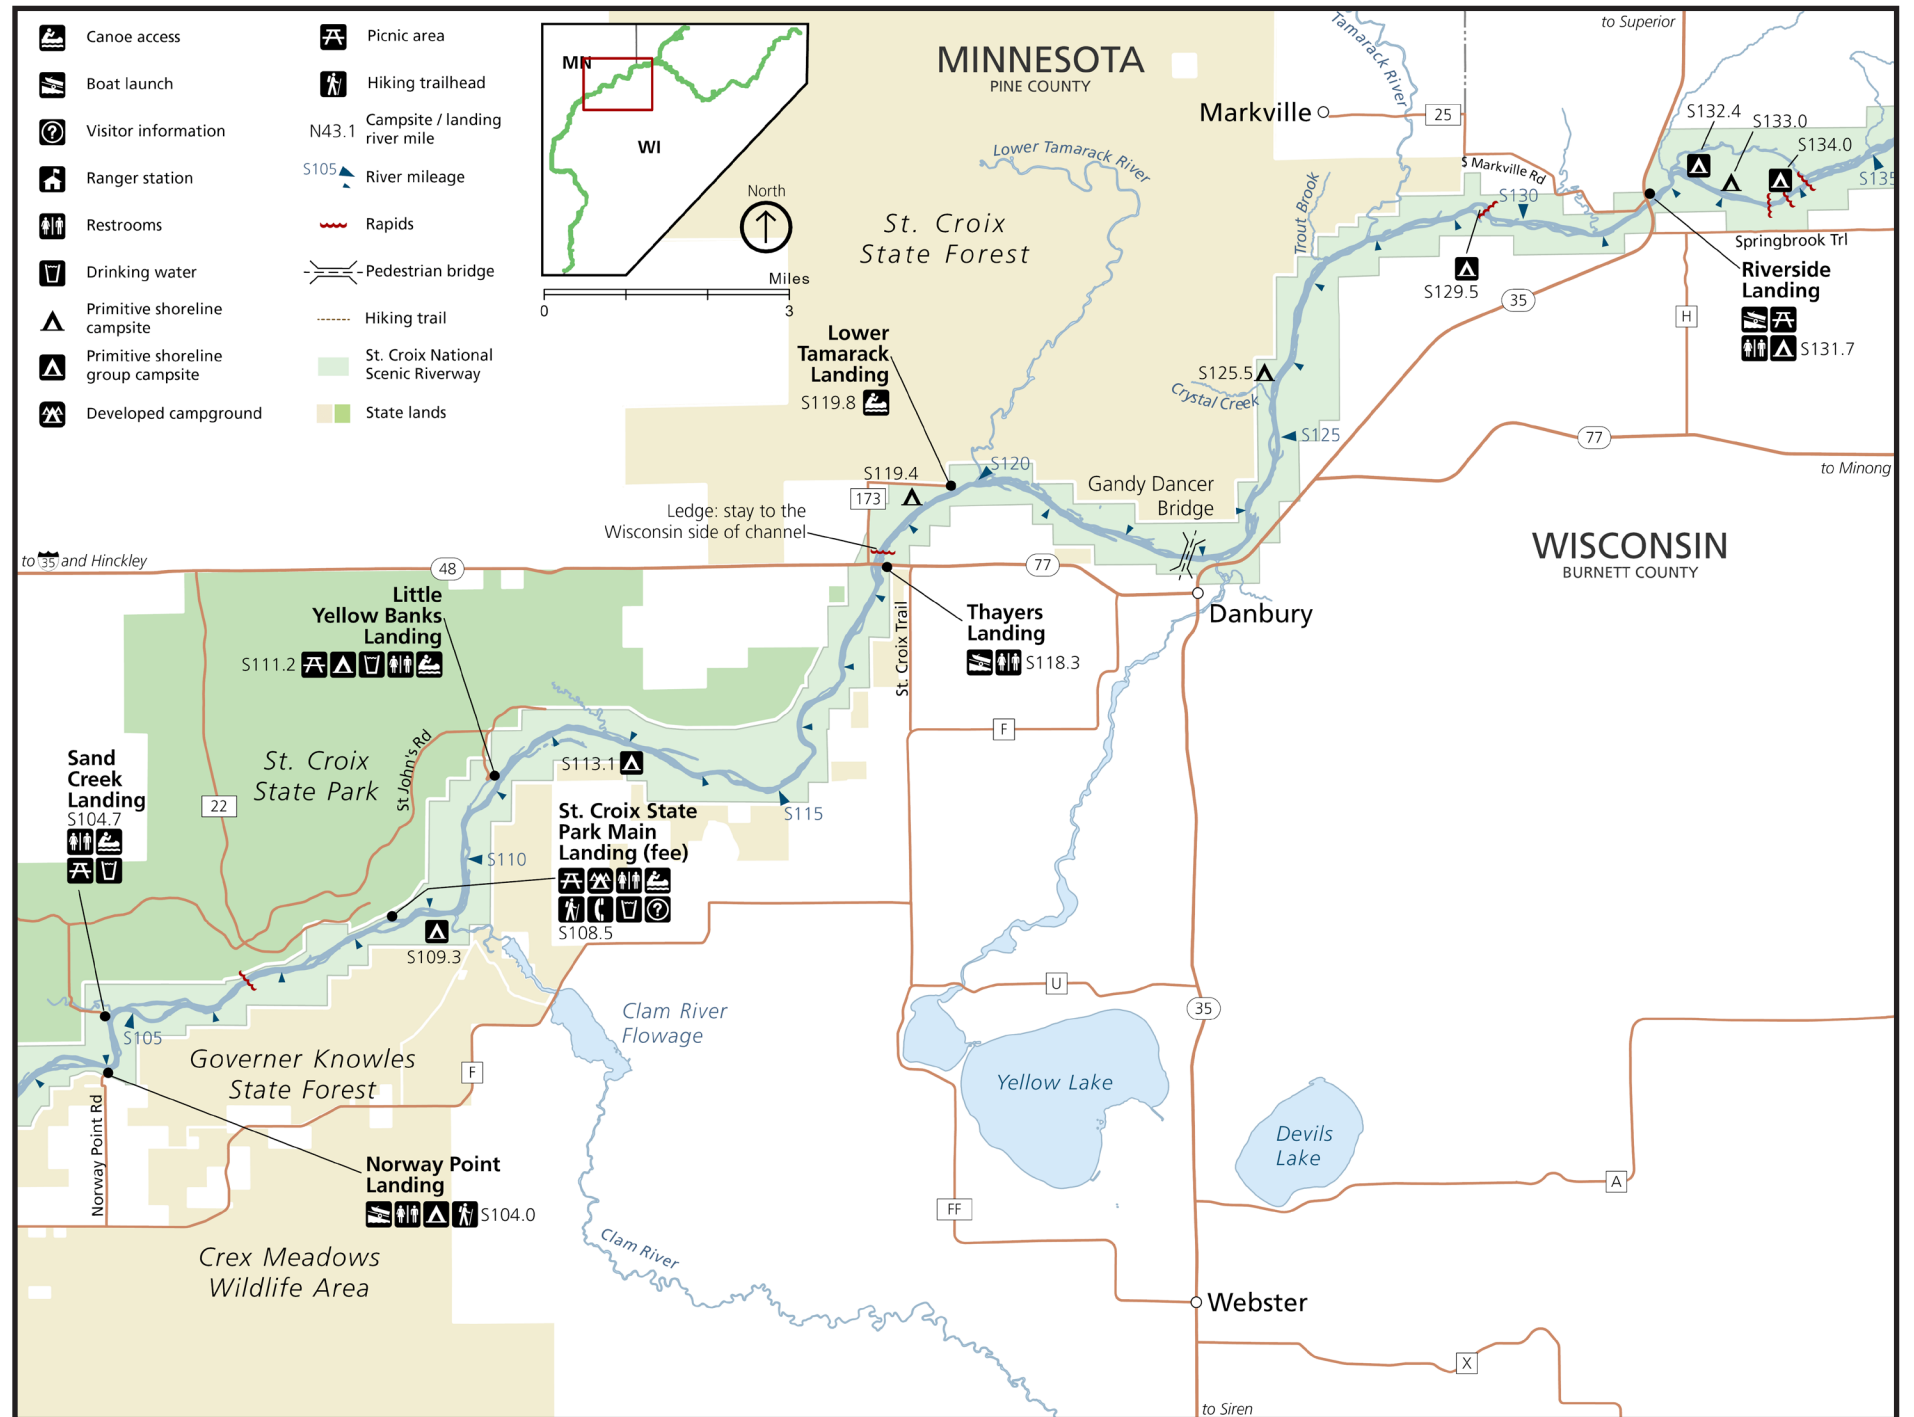 Canoe access
Boat launch
Visitor information
Ranger station
Restrooms
Drinking water
Primitive shoreline
campsite
Primitive shoreline
group campsite
Developed campground
Picnic area
Hiking trailhead
N43.1
Campsite / landing
river mile
S105
River mileage
Rapids
Pedestrian bridge
Hiking trail
St. Croix National
Scenic Riverway
State lands
MN
WI
North
Miles
0
3
MINNESOTA
PINE COUNTY
St. Croix
State Forest
Lower Tamarack River
Tamarack River
Trout Brook
Markville
25
S Markville Rd
to Superior
S132.4
S133.0
S134.0
S135
S130
S129.5
35
Springbrook Trl
Riverside
Landing
S131.7
H
77
to Minong
Lower
Tamarack
Landing
S119.8
S125.5
Crystal Creek
S125
S119.4
S120
173
Gandy Dancer
Bridge
Ledge: stay to the
Wisconsin side of channel
WISCONSIN
BURNETT COUNTY
to 35 and Hinckley
48
77
Danbury
Little
Yellow Banks
Landing
S111.2
Thayers
Landing
S118.3
St. Croix Trail
F
St. Croix
State Park
St John's Rd
22
S113.1
S115
Sand
Creek
Landing
S104.7
St. Croix State
Park Main
Landing (fee)
S108.5
S110
S109.3
S105
Clam River
Flowage
U
35
Governer Knowles
State Forest
F
Yellow Lake
Devils
Lake
Norway Point Rd
Norway Point
Landing
S104.0
A
FF
Crex Meadows
Wildlife Area
Clam River
Webster
X
to Siren